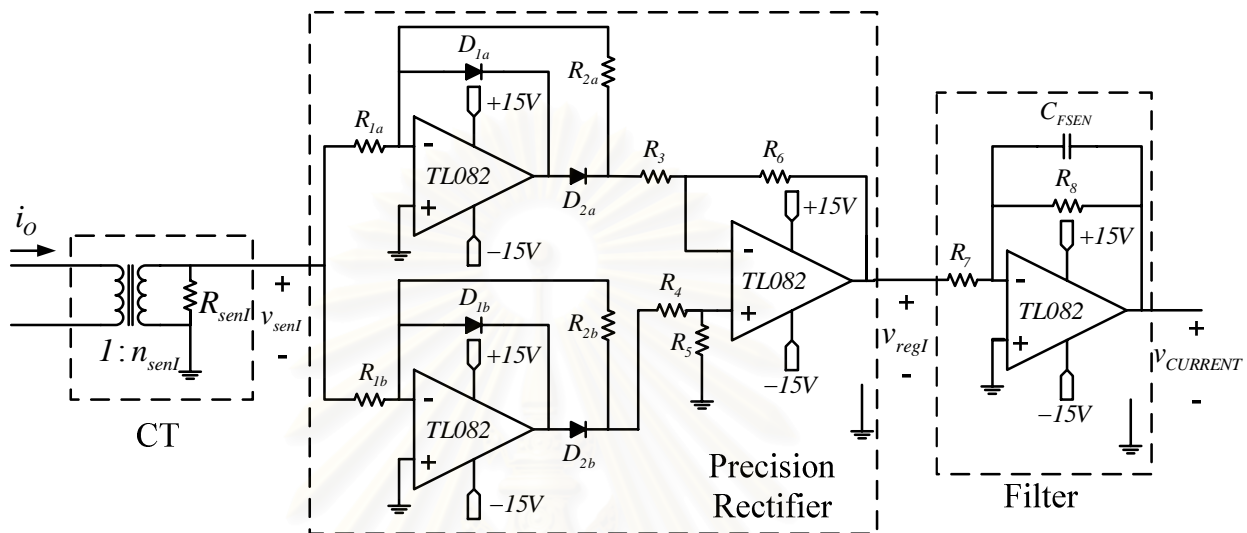 i_O
1 : n_senI
R_senI
CT
+
v_senI
-
R_1a
D_1a
R_2a
+15V
-
TL082
+
−15V
D_2a
R_1b
D_1b
R_2b
+15V
-
TL082
+
−15V
D_2b
R_3
R_6
R_4
R_5
+15V
-
TL082
+
−15V
Precision
Rectifier
+
v_regI
-
R_7
C_FSEN
R_8
+15V
-
TL082
+
−15V
Filter
+
v_CURRENT
-